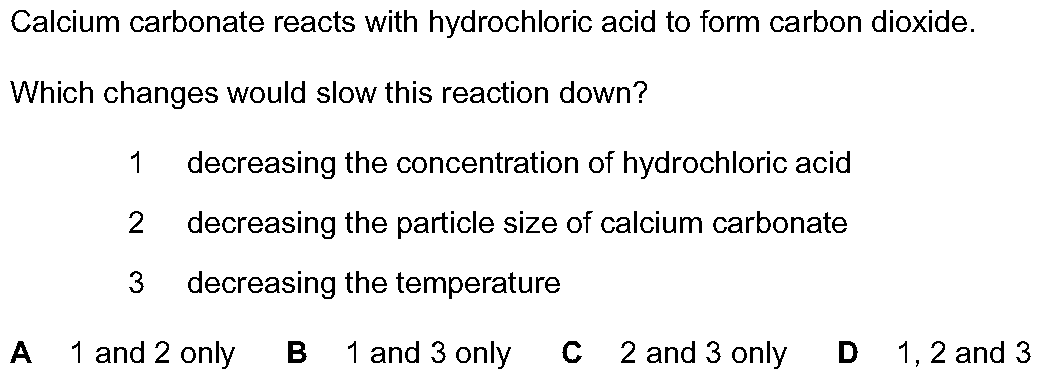 Calcium carbonate reacts with hydrochloric acid to form carbon dioxide.
Which changes would slow this reaction down?
1 decreasing the concentration of hydrochloric acid
2 decreasing the particle size of calcium carbonate
3 decreasing the temperature
A 1 and 2 only B 1 and 3 only C 2 and 3 only D 1, 2 and 3